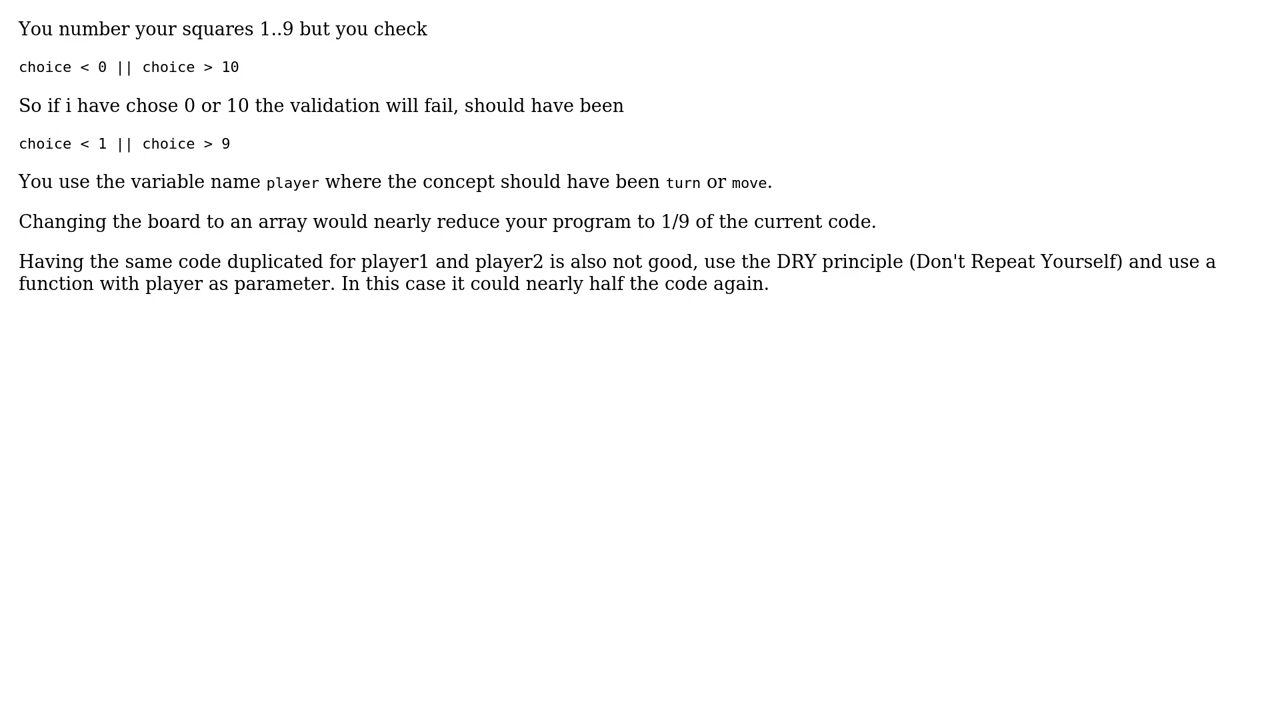 You number your squares 1..9 but you check
choice < 0 || choice > 10
So if i have chose 0 or 10 the validation will fail, should have been
choice < 1 || choice > 9
You use the variable name player where the concept should have been turn or move.
Changing the board to an array would nearly reduce your program to 1/9 of the current code.
Having the same code duplicated for player1 and player2 is also not good, use the DRY principle (Don't Repeat Yourself) and use a
function with player as parameter. In this case it could nearly half the code again.